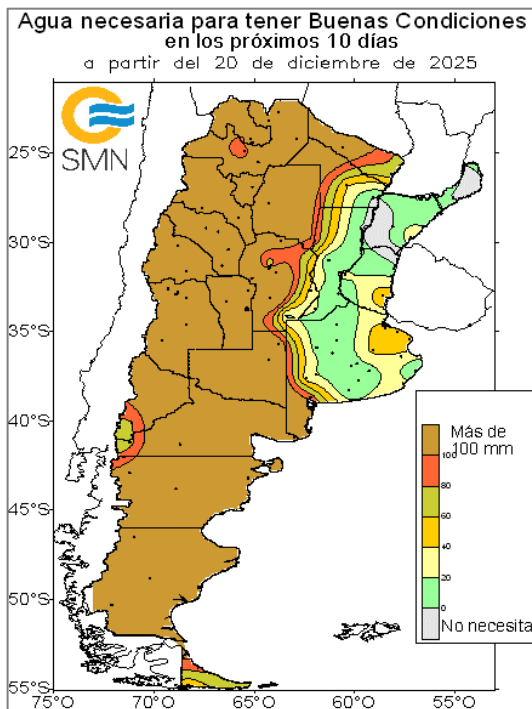 Agua necesaria para tener Buenas Condiciones
en los próximos 10 días
a partir del 20 de diciembre de 2025
SMN
25°S
30°S
35°S
40°S
45°S
50°S
55°S
75°O
70°O
65°O
60°O
55°O
Más de
100 mm
100
80
60
40
20
0
No necesita